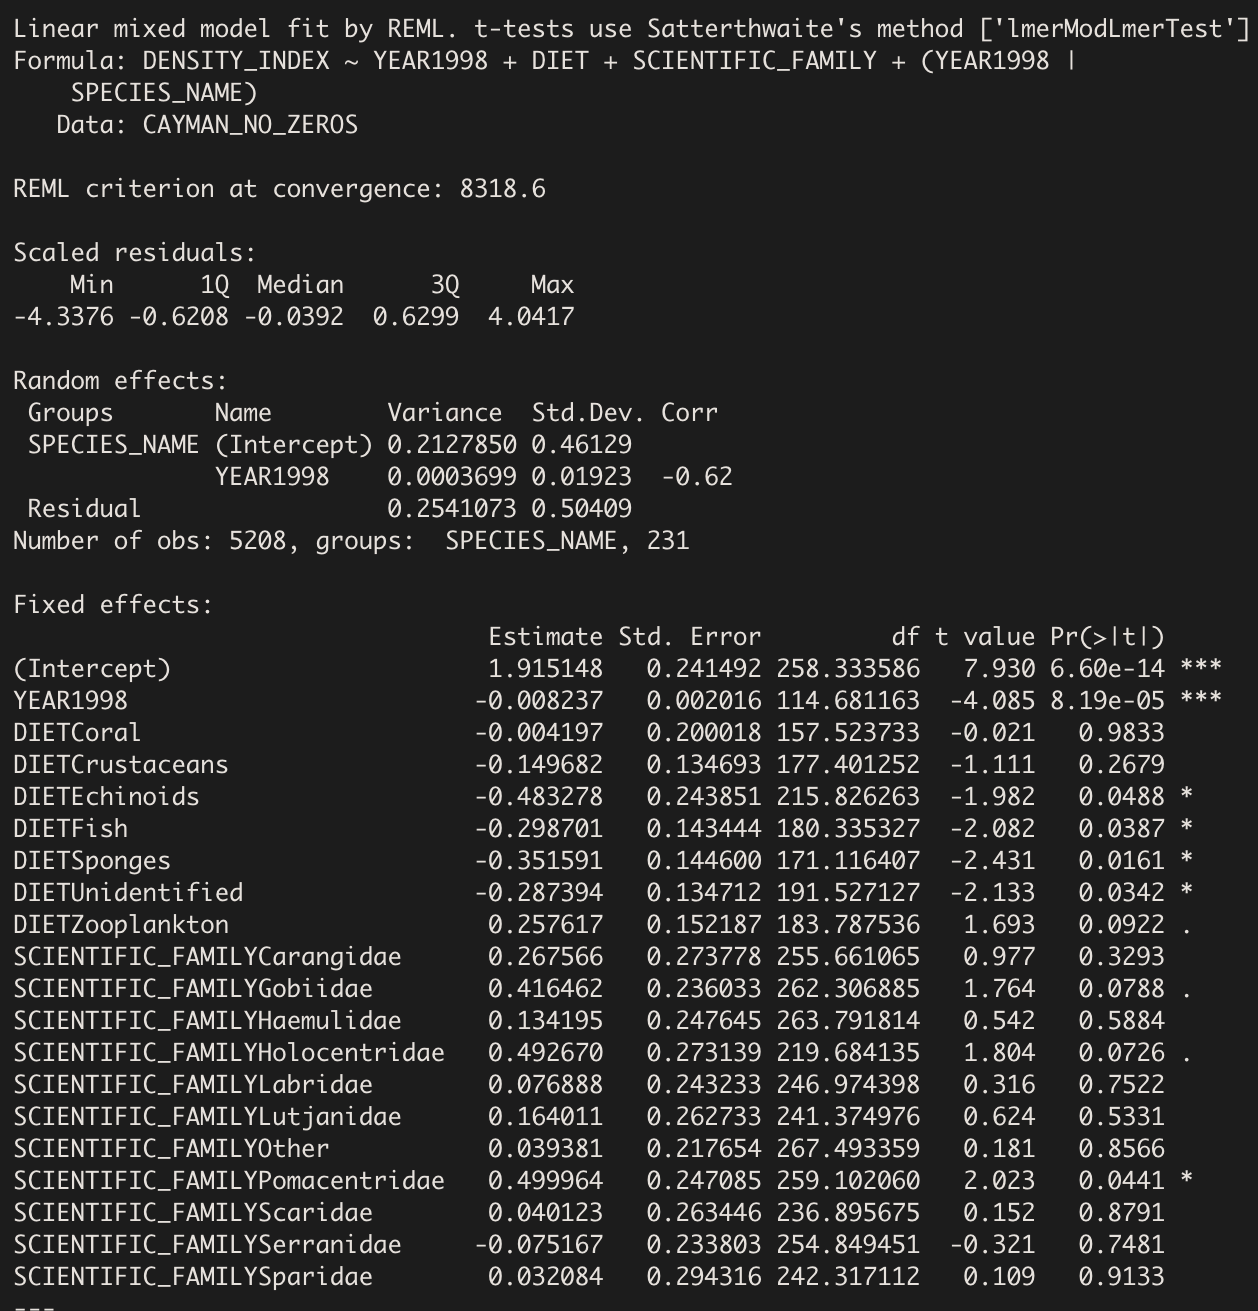 Linear mixed model fit by REML. t-tests use Satterthwaite's method ['lmerModLmerTest']
Formula: DENSITY_INDEX ~ YEAR1998 + DIET + SCIENTIFIC_FAMILY + (YEAR1998 |
    SPECIES_NAME)
   Data: CAYMAN_NO_ZEROS

REML criterion at convergence: 8318.6

Scaled residuals:
    Min      1Q  Median      3Q     Max
-4.3376 -0.6208 -0.0392  0.6299  4.0417

Random effects:
 Groups       Name        Variance  Std.Dev. Corr
 SPECIES_NAME (Intercept) 0.2127850 0.46129
              YEAR1998    0.0003699 0.01923  -0.62
 Residual                 0.2541073 0.50409
Number of obs: 5208, groups:  SPECIES_NAME, 231

Fixed effects:
                                 Estimate Std. Error         df t value Pr(>|t|)
(Intercept)                      1.915148   0.241492 258.333586   7.930 6.60e-14 ***
YEAR1998                        -0.008237   0.002016 114.681163  -4.085 8.19e-05 ***
DIETCoral                       -0.004197   0.200018 157.523733  -0.021   0.9833
DIETCrustaceans                 -0.149682   0.134693 177.401252  -1.111   0.2679
DIETEchinoids                   -0.483278   0.243851 215.826263  -1.982   0.0488 *
DIETFish                        -0.298701   0.143444 180.335327  -2.082   0.0387 *
DIETSponges                     -0.351591   0.144600 171.116407  -2.431   0.0161 *
DIETUnidentified                -0.287394   0.134712 191.527127  -2.133   0.0342 *
DIETZooplankton                  0.257617   0.152187 183.787536   1.693   0.0922 .
SCIENTIFIC_FAMILYCarangidae      0.267566   0.273778 255.661065   0.977   0.3293
SCIENTIFIC_FAMILYGobiidae        0.416462   0.236033 262.306885   1.764   0.0788 .
SCIENTIFIC_FAMILYHaemulidae      0.134195   0.247645 263.791814   0.542   0.5884
SCIENTIFIC_FAMILYHolocentridae   0.492670   0.273139 219.684135   1.804   0.0726 .
SCIENTIFIC_FAMILYLabridae        0.076888   0.243233 246.974398   0.316   0.7522
SCIENTIFIC_FAMILYLutjanidae      0.164011   0.262733 241.374976   0.624   0.5331
SCIENTIFIC_FAMILYOther           0.039381   0.217654 267.493359   0.181   0.8566
SCIENTIFIC_FAMILYPomacentridae   0.499964   0.247085 259.102060   2.023   0.0441 *
SCIENTIFIC_FAMILYScaridae        0.040123   0.263446 236.895675   0.152   0.8791
SCIENTIFIC_FAMILYSerranidae     -0.075167   0.233803 254.849451  -0.321   0.7481
SCIENTIFIC_FAMILYSparidae        0.032084   0.294316 242.317112   0.109   0.9133
---